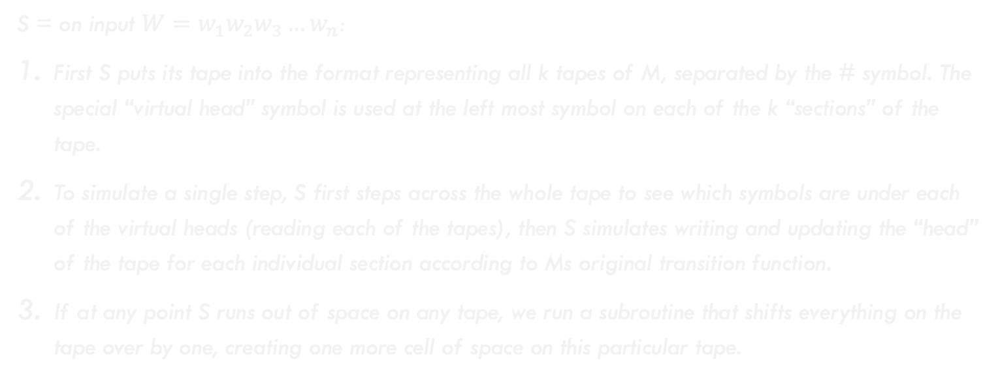 S = on input W = w₁w₂w₃ ... wₙ:
1. First S puts its tape into the format representing all k tapes of M, separated by the # symbol. The
special “virtual head” symbol is used at the left most symbol on each of the k “sections” of the
tape.
2. To simulate a single step, S first steps across the whole tape to see which symbols are under each
of the virtual heads (reading each of the tapes), then S simulates writing and updating the “head”
of the tape for each individual section according to Ms original transition function.
3. If at any point S runs out of space on any tape, we run a subroutine that shifts everything on the
tape over by one, creating one more cell of space on this particular tape.